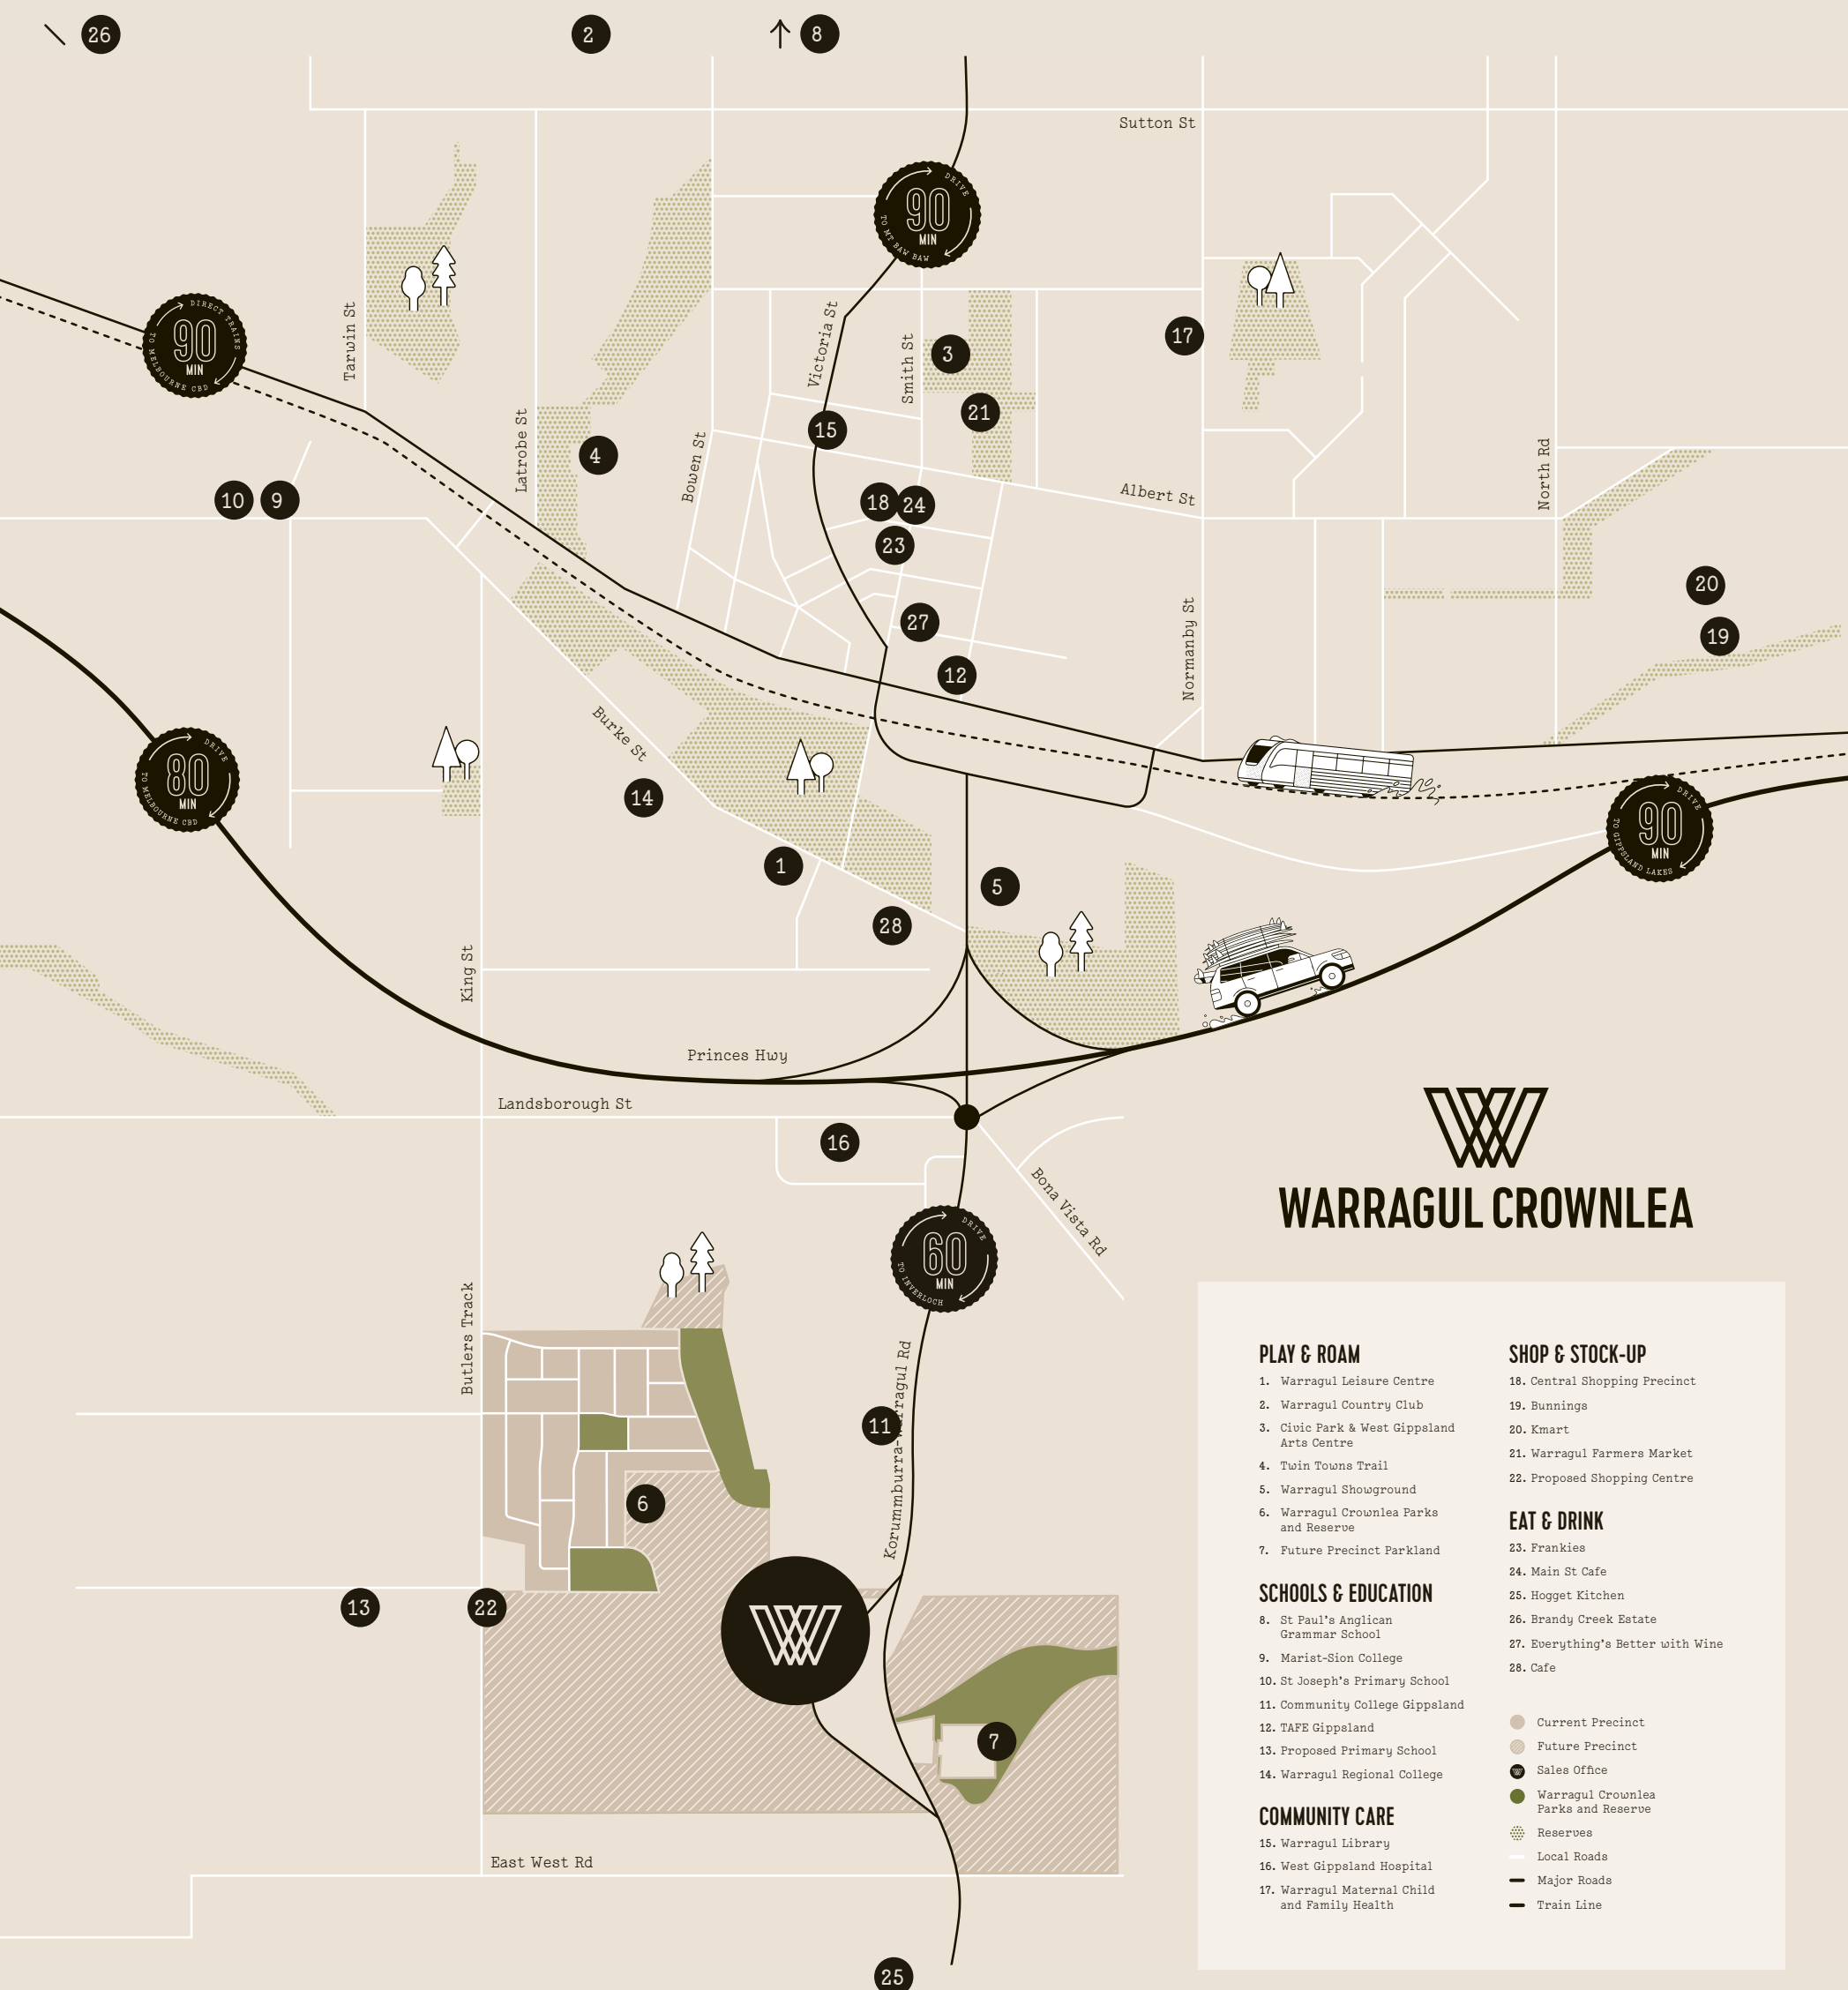 26
2
8
Sutton St
90
MIN
DRIVE
TO MT BAW BAW
90
MIN
DIRECT TRAINS
TO MELBOURNE CBD
Tarwin St
Victoria St
Smith St
3
17
21
15
Latrobe St
4
Bowen St
North Rd
10
9
18
24
Albert St
23
20
19
27
12
Normanby St
Burke St
80
MIN
DRIVE
TO MELBOURNE CBD
14
90
MIN
DRIVE
TO GIPPSLAND LAKES
1
5
28
King St
Princes Hwy
Landsborough St
16
Bona Vista Rd
60
MIN
DRIVE
TO INVERLOCH
Butlers Track
Korumburra-Warragul Rd
11
6
13
22
W
7
East West Rd
25
WARRAGUL CROWNLEA
PLAY & ROAM
1. Warragul Leisure Centre
2. Warragul Country Club
3. Civic Park & West Gippsland
Arts Centre
4. Twin Towns Trail
5. Warragul Showground
6. Warragul Crownlea Parks
and Reserve
7. Future Precinct Parkland
SCHOOLS & EDUCATION
8. St Paul's Anglican
Grammar School
9. Marist-Sion College
10. St Joseph's Primary School
11. Community College Gippsland
12. TAFE Gippsland
13. Proposed Primary School
14. Warragul Regional College
COMMUNITY CARE
15. Warragul Library
16. West Gippsland Hospital
17. Warragul Maternal Child
and Family Health
SHOP & STOCK-UP
18. Central Shopping Precinct
19. Bunnings
20. Kmart
21. Warragul Farmers Market
22. Proposed Shopping Centre
EAT & DRINK
23. Frankies
24. Main St Cafe
25. Hogget Kitchen
26. Brandy Creek Estate
27. Everything's Better with Wine
28. Cafe
Current Precinct
Future Precinct
Sales Office
Warragul Crownlea
Parks and Reserve
Reserves
Local Roads
Major Roads
Train Line